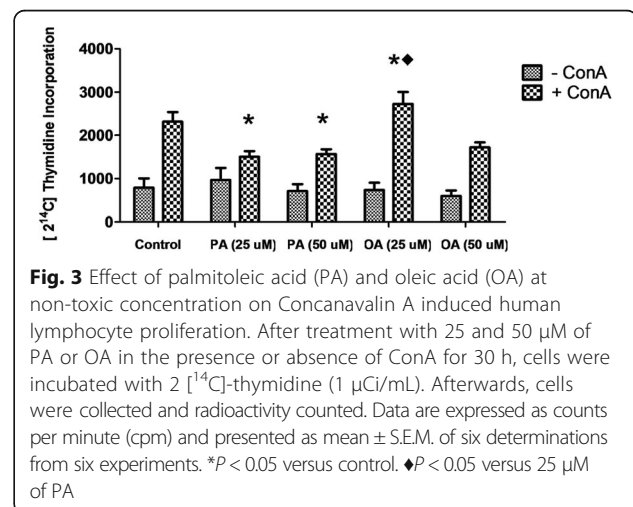 4000
3000
2000
1000
0
[ 2¹⁴C] Thymidine Incorporation
* *
*♦
- ConA
+ ConA
Control PA (25 uM) PA (50 uM) OA (25 uM) OA (50 uM)
Fig. 3 Effect of palmitoleic acid (PA) and oleic acid (OA) at
non-toxic concentration on Concanavalin A induced human
lymphocyte proliferation. After treatment with 25 and 50 μM of
PA or OA in the presence or absence of ConA for 30 h, cells were
incubated with 2 [¹⁴C]-thymidine (1 μCi/mL). Afterwards, cells
were collected and radioactivity counted. Data are expressed as counts
per minute (cpm) and presented as mean ± S.E.M. of six determinations
from six experiments. *P < 0.05 versus control. ♦P < 0.05 versus 25 μM
of PA